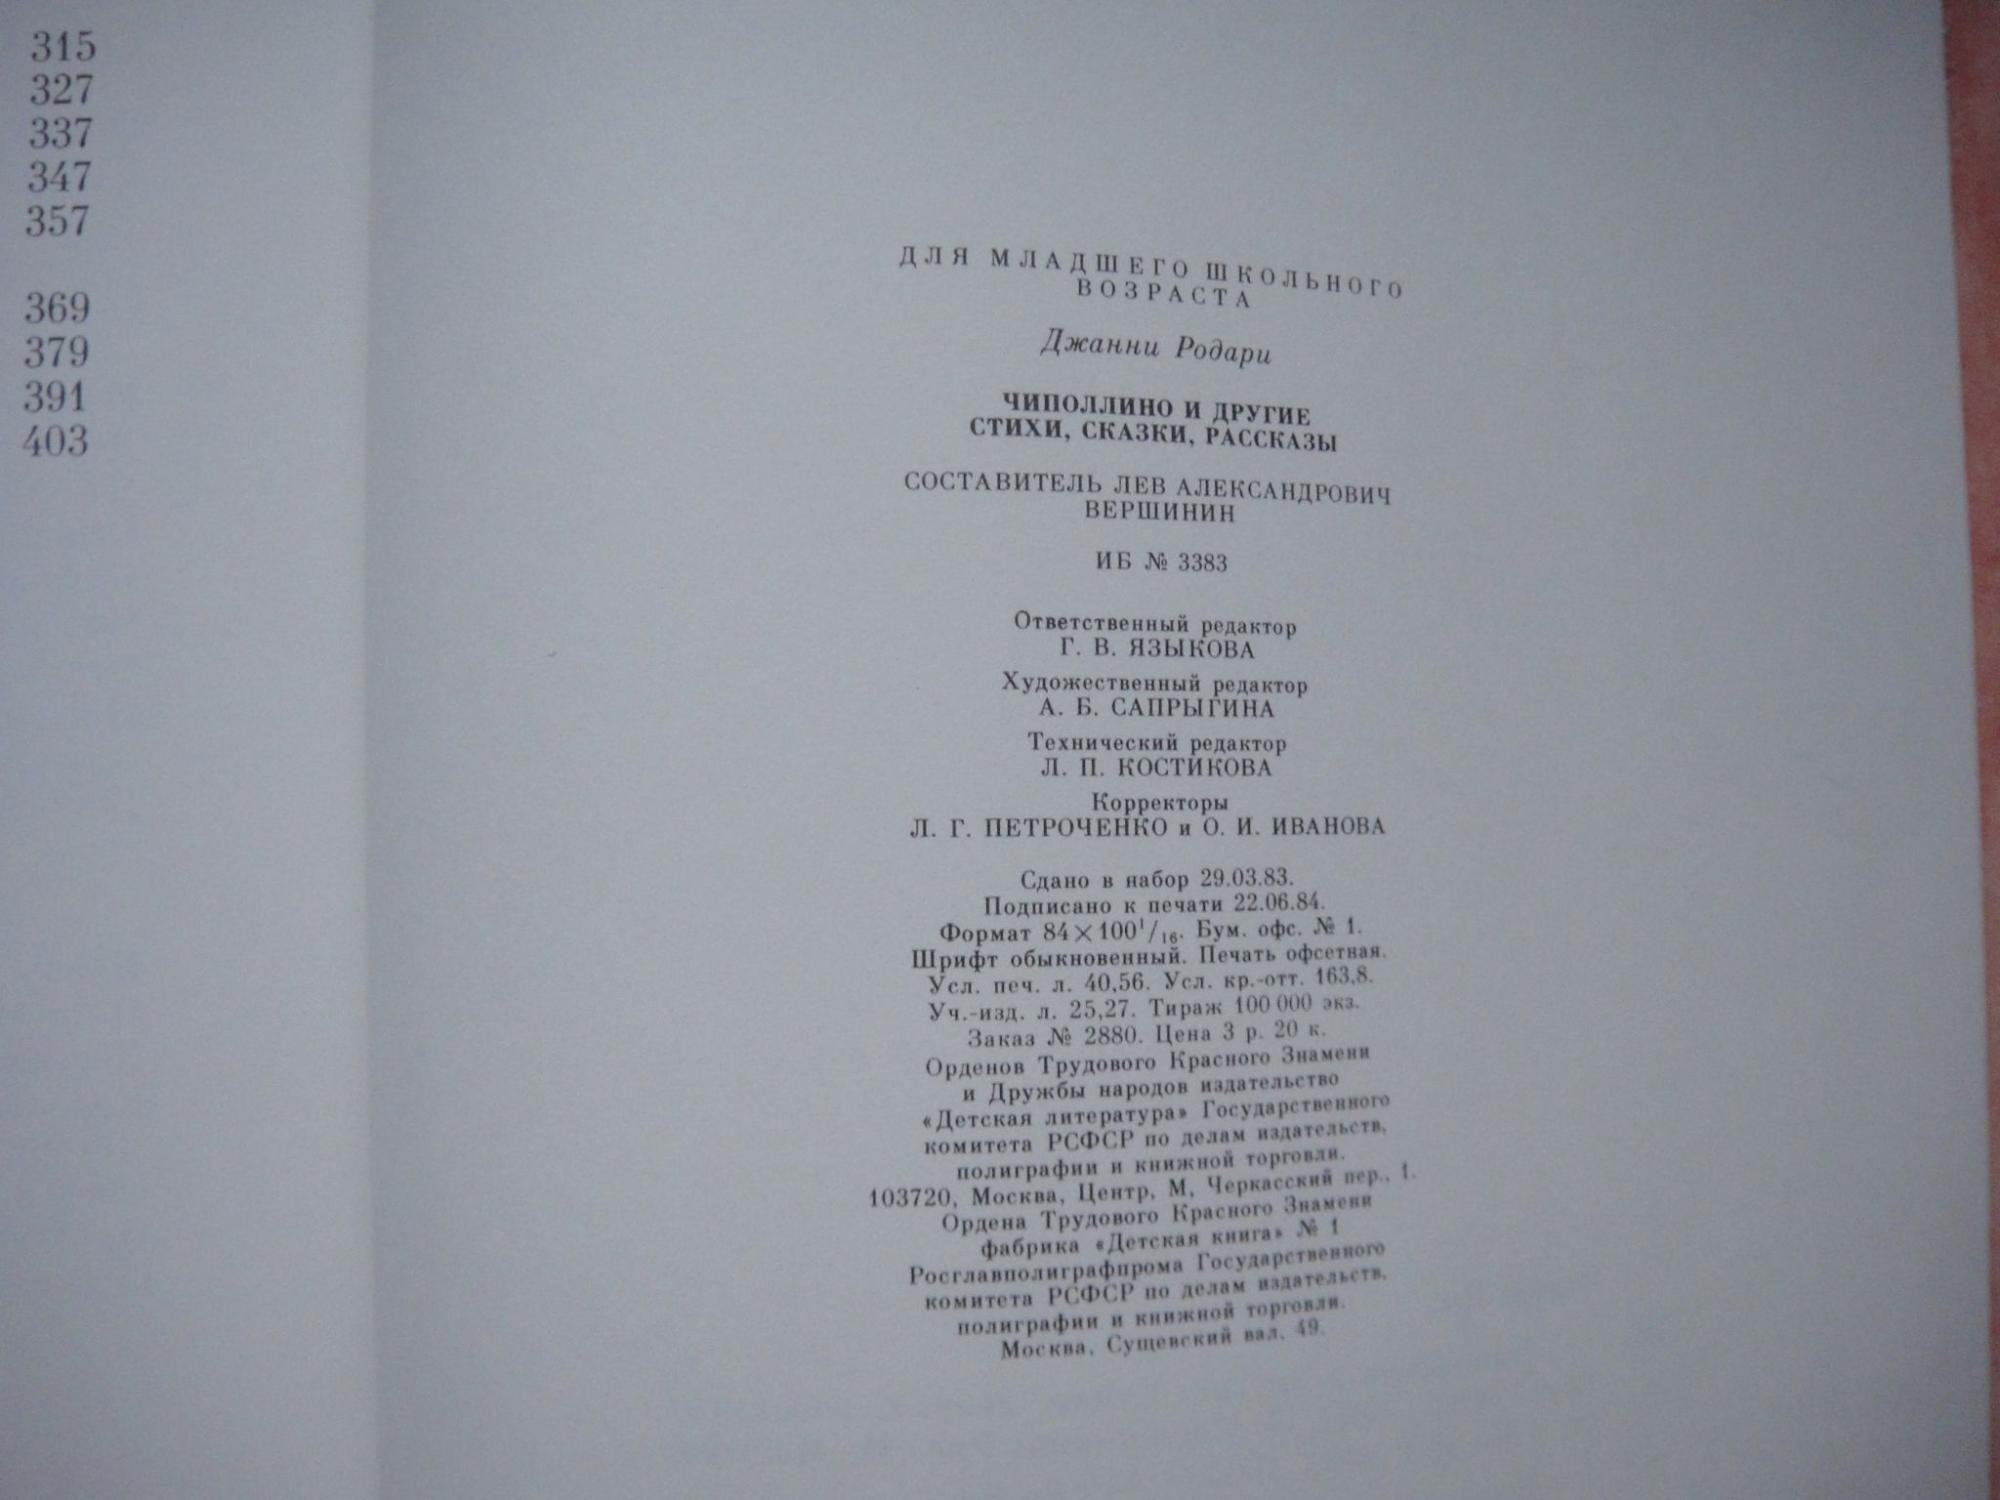 315
327
337
347
357
369
379
391
403
ДЛЯ МЛАДШЕГО ШКОЛЬНОГО
ВОЗРАСТА
Джанни Родари
ЧИПОЛЛИНО И ДРУГИЕ
СТИХИ, СКАЗКИ, РАССКАЗЫ
СОСТАВИТЕЛЬ ЛЕВ АЛЕКСАНДРОВИЧ
ВЕРШИНИН
ИБ № 3383
Ответственный редактор
Г. В. ЯЗЫКОВА
Художественный редактор
А. Б. САПРЫГИНА
Технический редактор
Л. П. КОСТИКОВА
Корректоры
Л. Г. ПЕТРОЧЕНКО и О. И. ИВАНОВА
Сдано в набор 29.03.83.
Подписано к печати 22.06.84.
Формат 84×100¹/₁₆. Бум. офс. № 1.
Шрифт обыкновенный. Печать офсетная.
Усл. печ. л. 40,56. Усл. кр.-отт. 163,8.
Уч.-изд. л. 25,27. Тираж 100 000 экз.
Заказ № 2880. Цена 3 р. 20 к.
Орденов Трудового Красного Знамени
и Дружбы народов издательство
«Детская литература» Государственного
комитета РСФСР по делам издательств,
полиграфии и книжной торговли.
103720, Москва, Центр, М. Черкасский пер., 1.
Ордена Трудового Красного Знамени
фабрика «Детская книга» № 1
Росглавполиграфпрома Государственного
комитета РСФСР по делам издательств,
полиграфии и книжной торговли.
Москва, Сущевский вал, 49.